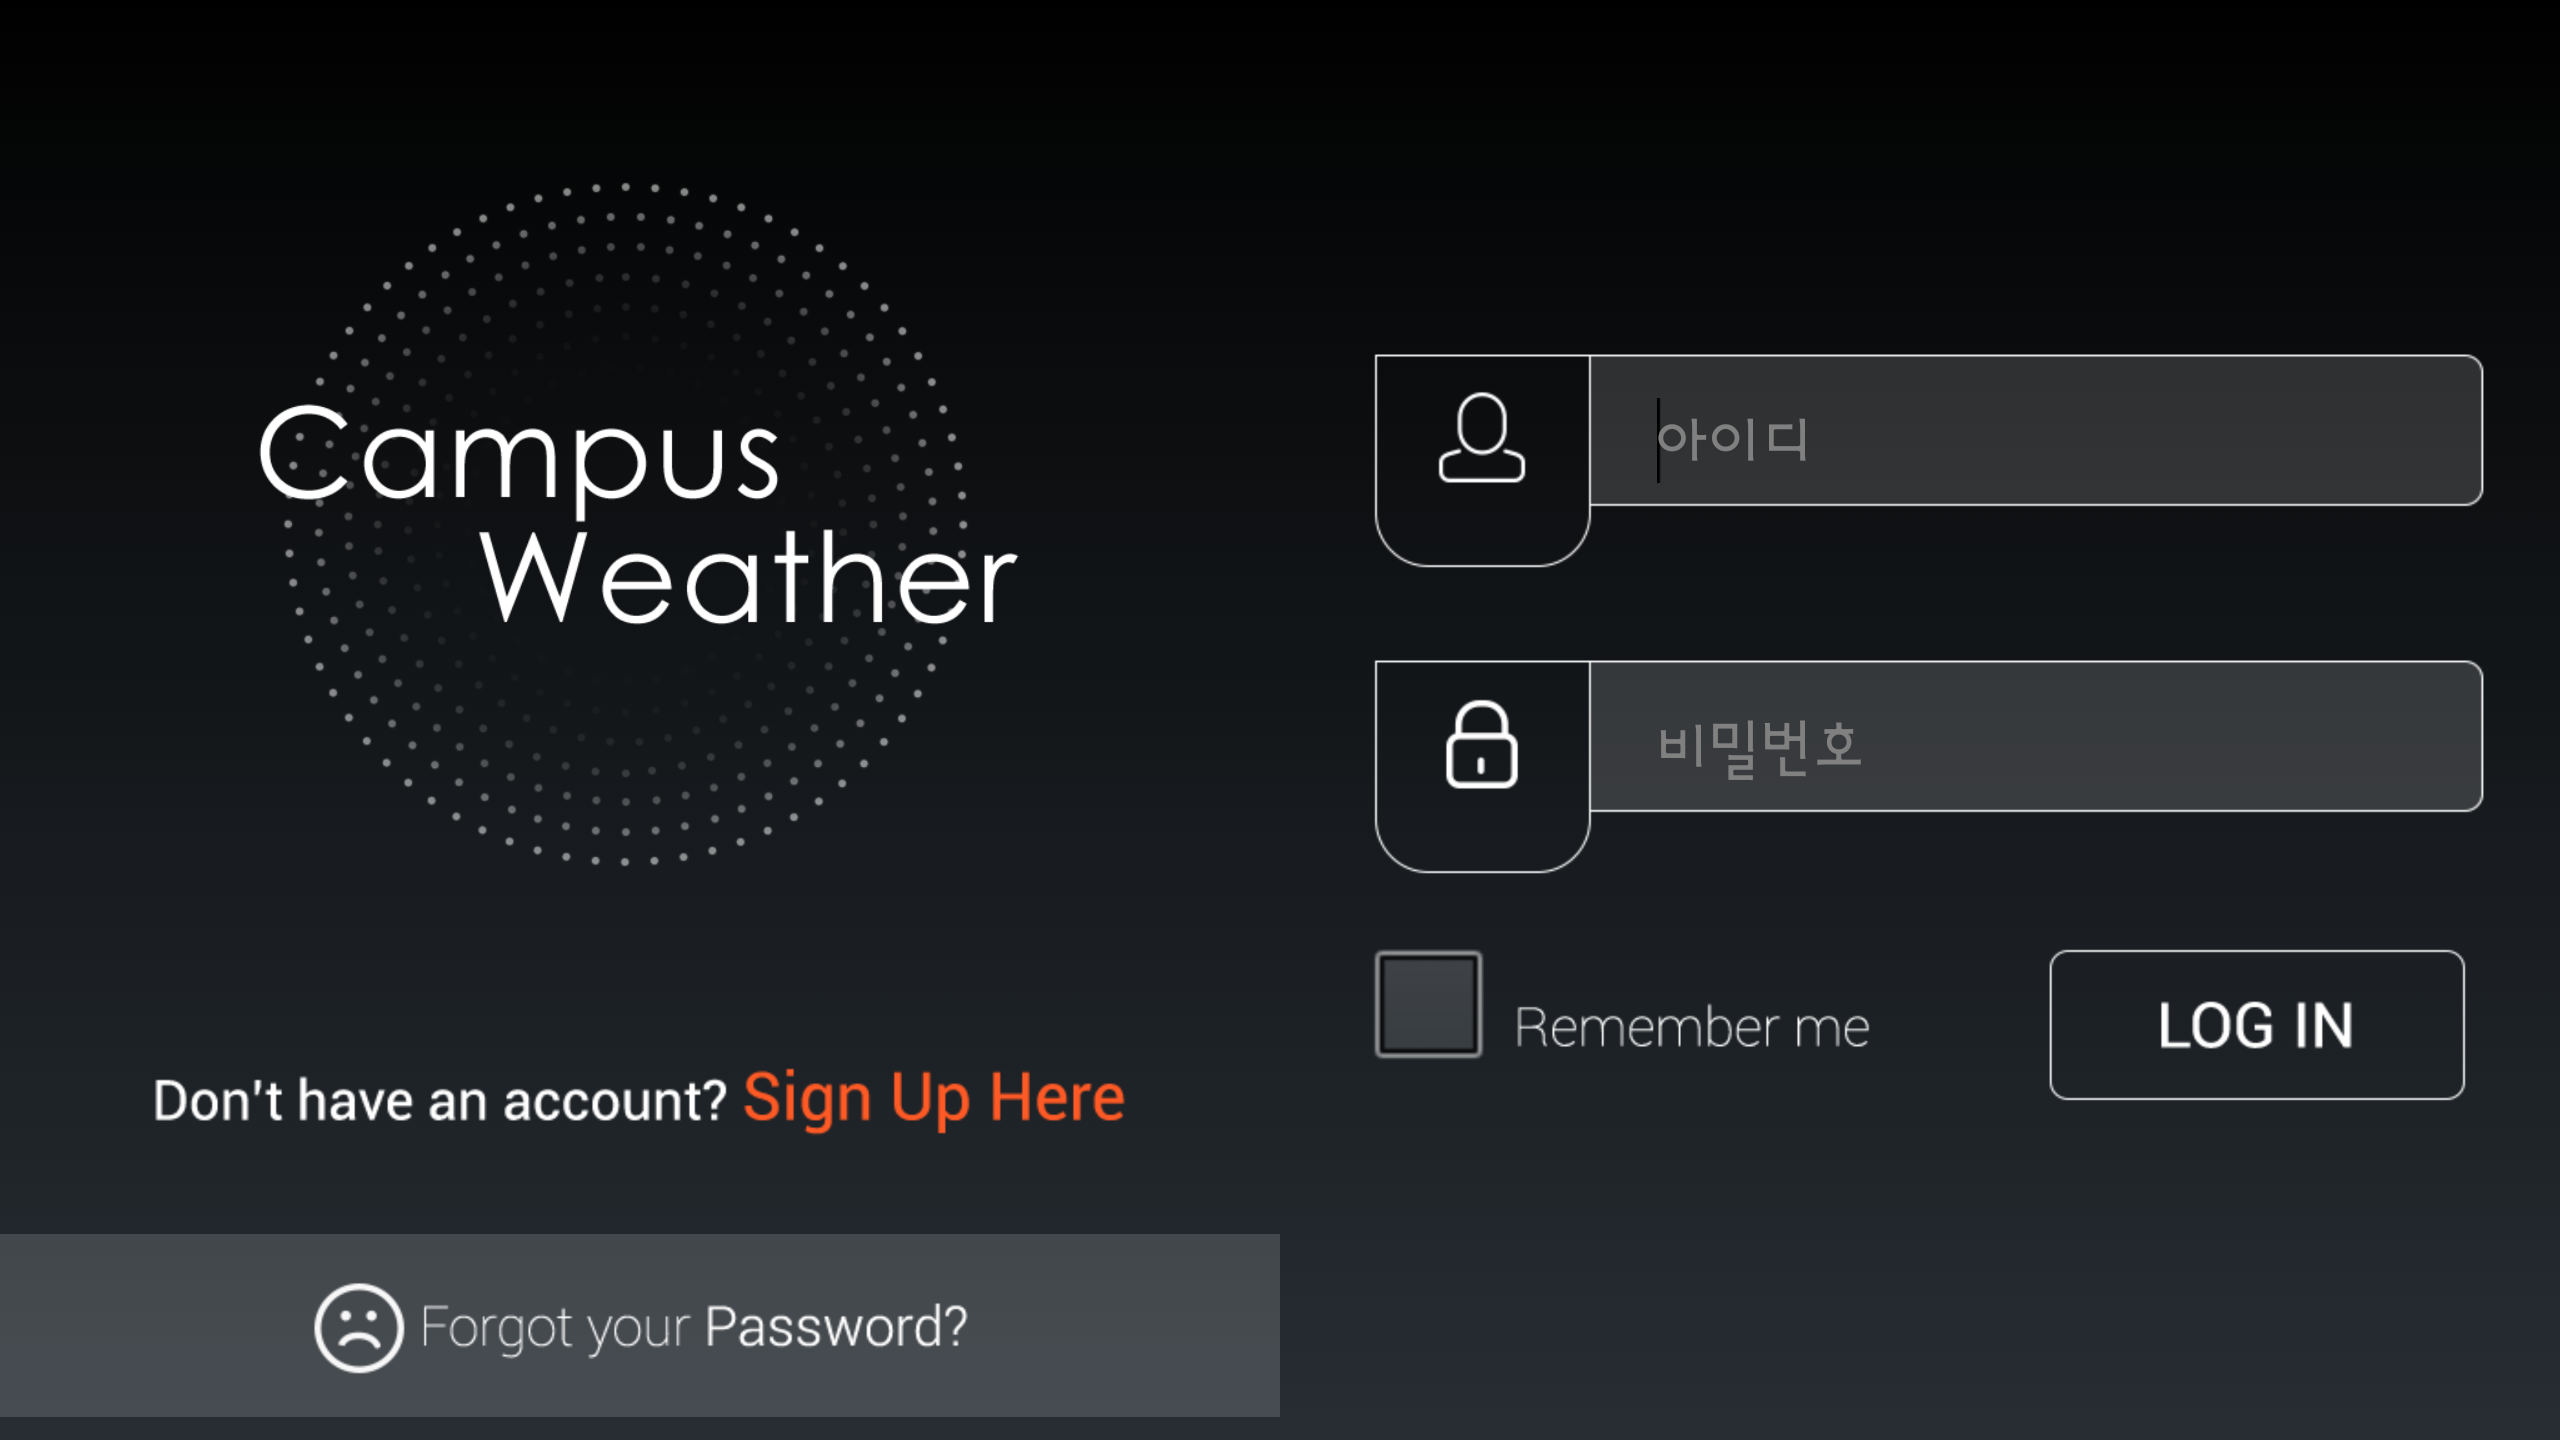 Campus
Weather
Don't have an account? Sign Up Here
Forgot your Password?
아이디
비밀번호
Remember me
LOG IN